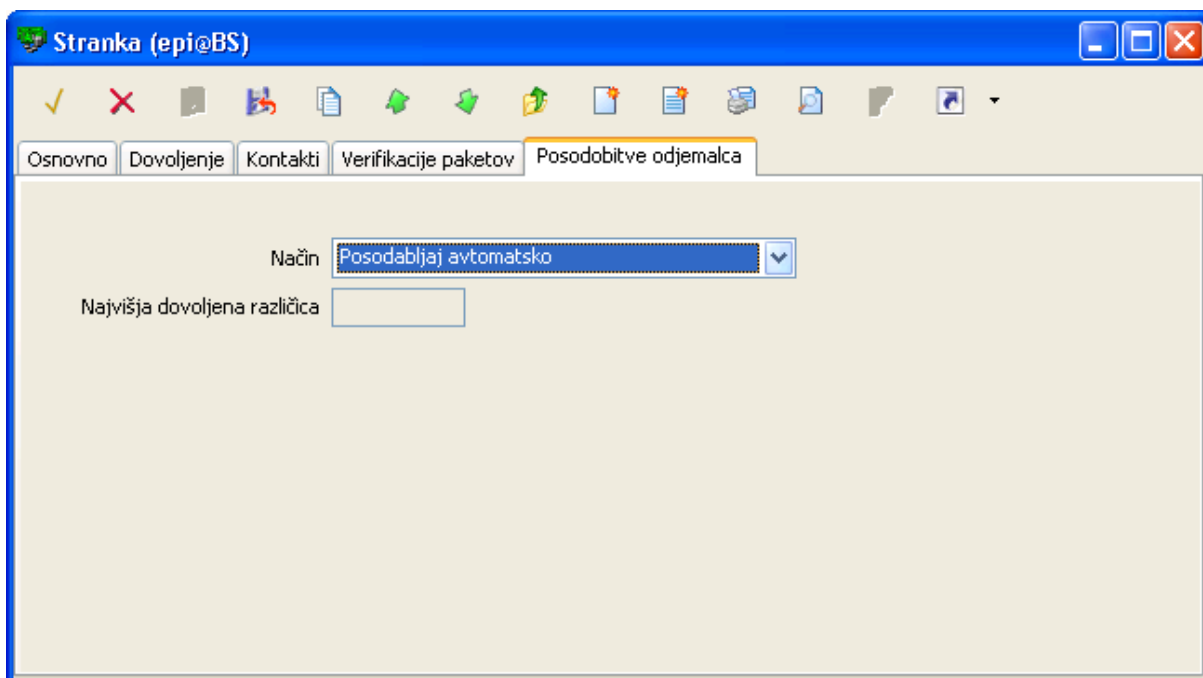 Stranka (epi@BS)
Osnovno Dovoljenje Kontakti Verifikacije paketov Posodobitve odjemalca
Način Posodabljaj avtomatsko
Najvišja dovoljena različica